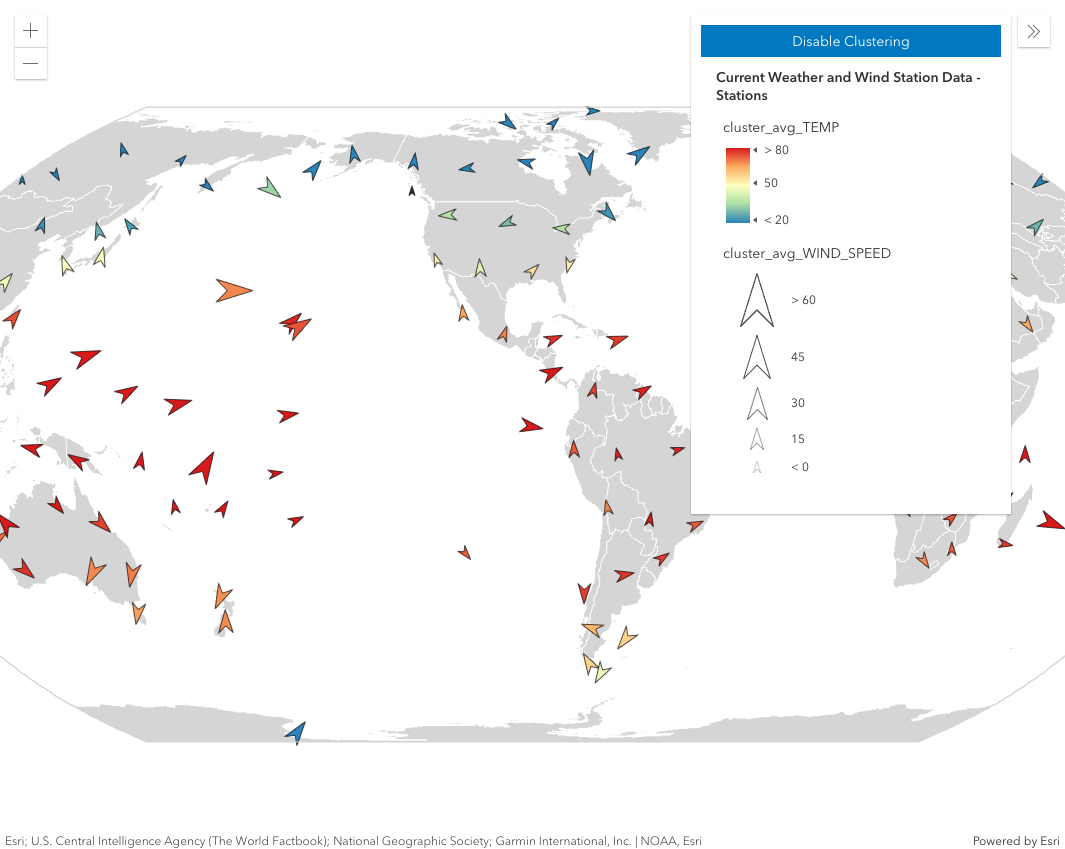 Disable Clustering
Current Weather and Wind Station Data -
Stations
cluster_avg_TEMP
> 80
50
< 20
cluster_avg_WIND_SPEED
> 60
45
30
15
< 0
Esri; U.S. Central Intelligence Agency (The World Factbook); National Geographic Society; Garmin International, Inc. | NOAA, Esri
Powered by Esri